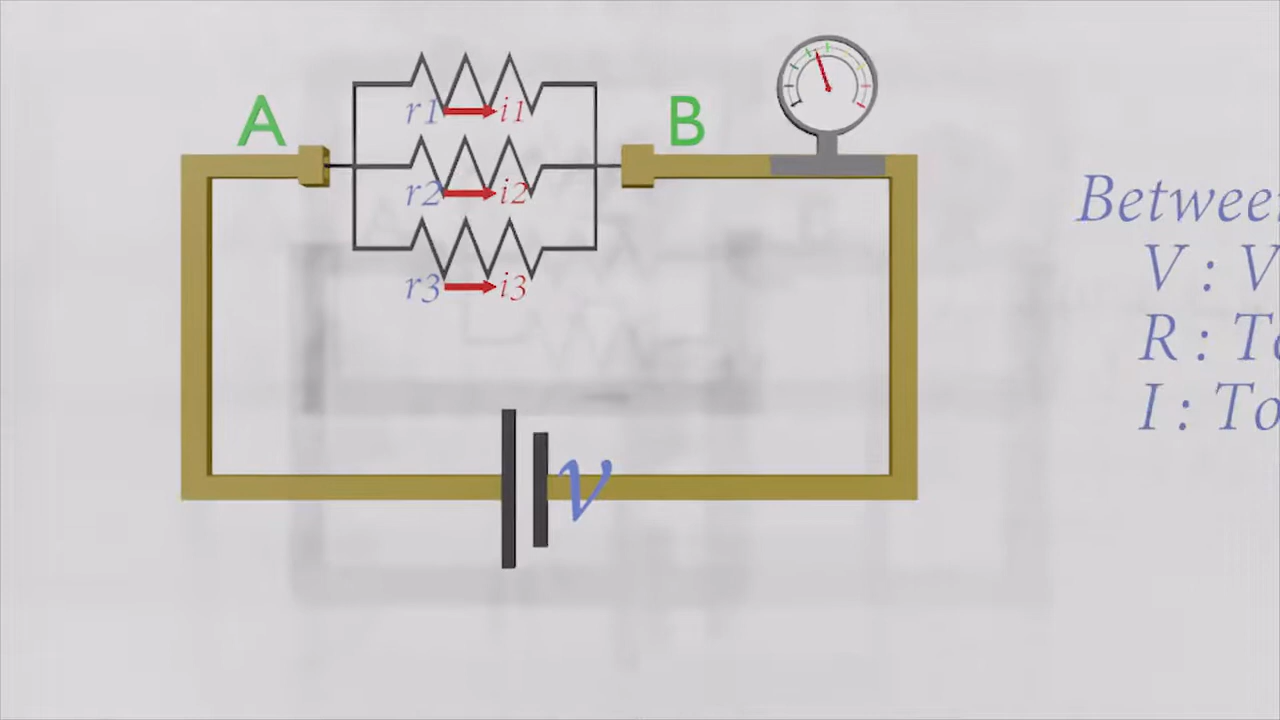 A
B
r1 i1
r2 i2
r3 i3
v
V : V
R :
I :